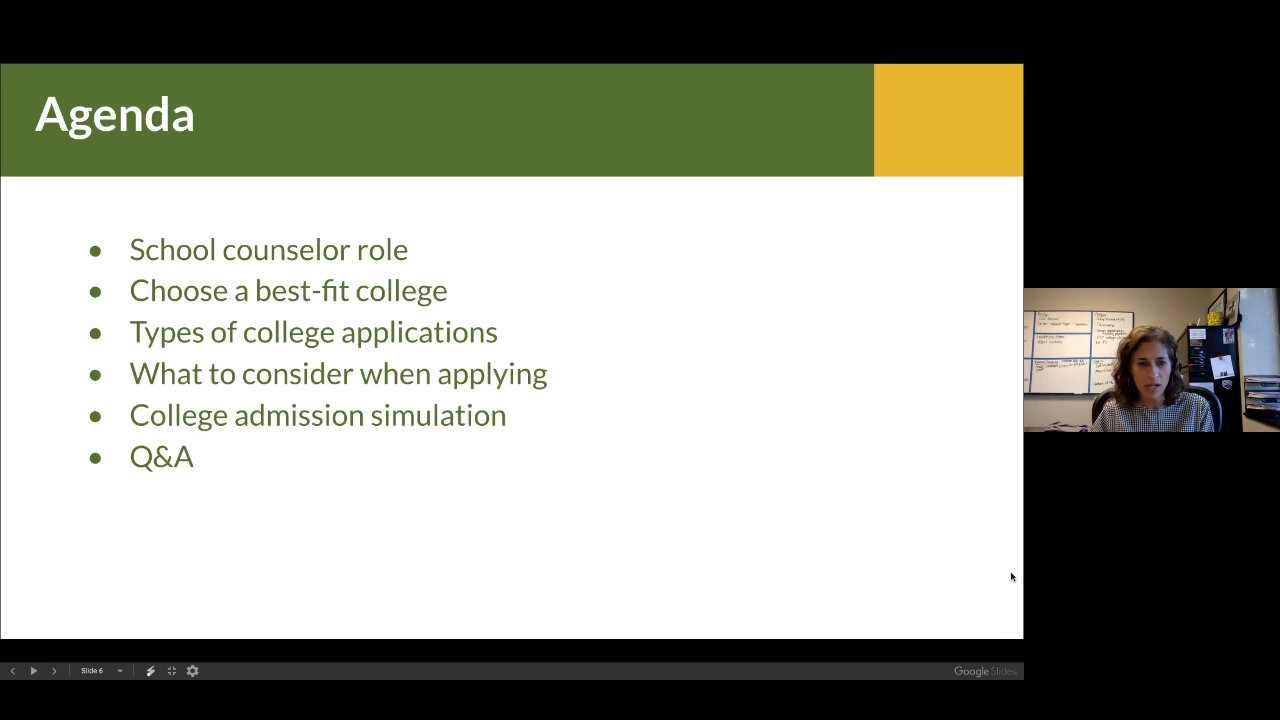 Agenda
● School counselor role
● Choose a best-fit college
● Types of college applications
● What to consider when applying
● College admission simulation
● Q&A
Slide 6
Google Slides